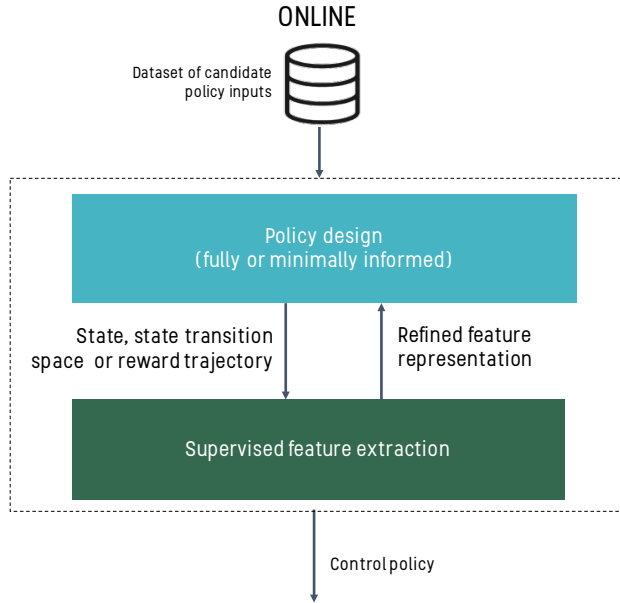 ONLINE
Dataset of candidate
policy inputs
Policy design
(fully or minimally informed)
State, state transition
space or reward trajectory
Refined feature
representation
Supervised feature extraction
Control policy